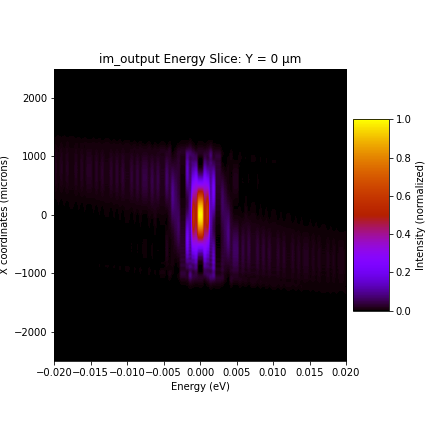 im_output Energy Slice: Y = 0 μm
X coordinates (microns)
2000
1000
0
−1000
−2000
−0.020 −0.015 −0.010 −0.005 0.000 0.005 0.010 0.015 0.020
Energy (eV)
1.0
0.8
0.6
0.4
0.2
0.0
Intensity (normalized)